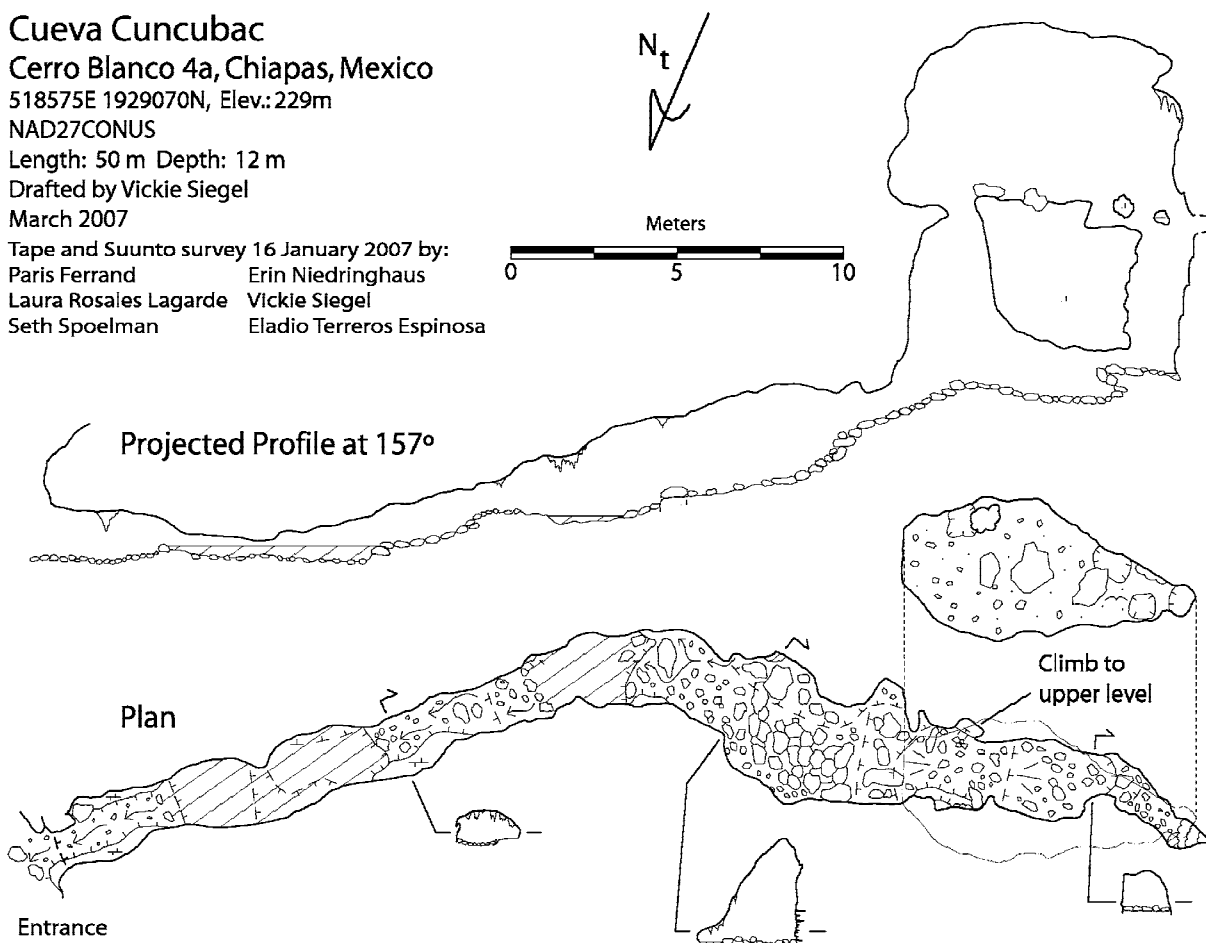 Cueva Cuncubac
Cerro Blanco 4a, Chiapas, Mexico
518575E 1929070N, Elev.: 229m
NAD27CONUS
Length: 50 m Depth: 12 m
Drafted by Vickie Siegel
March 2007
Tape and Suunto survey 16 January 2007 by:
Paris Ferrand Erin Niedringhaus
Laura Rosales Lagarde Vickie Siegel
Seth Spoelman Eladio Terreros Espinosa
Nt
Meters
0 5 10
Projected Profile at 157º
Plan
Climb to
upper level
Entrance